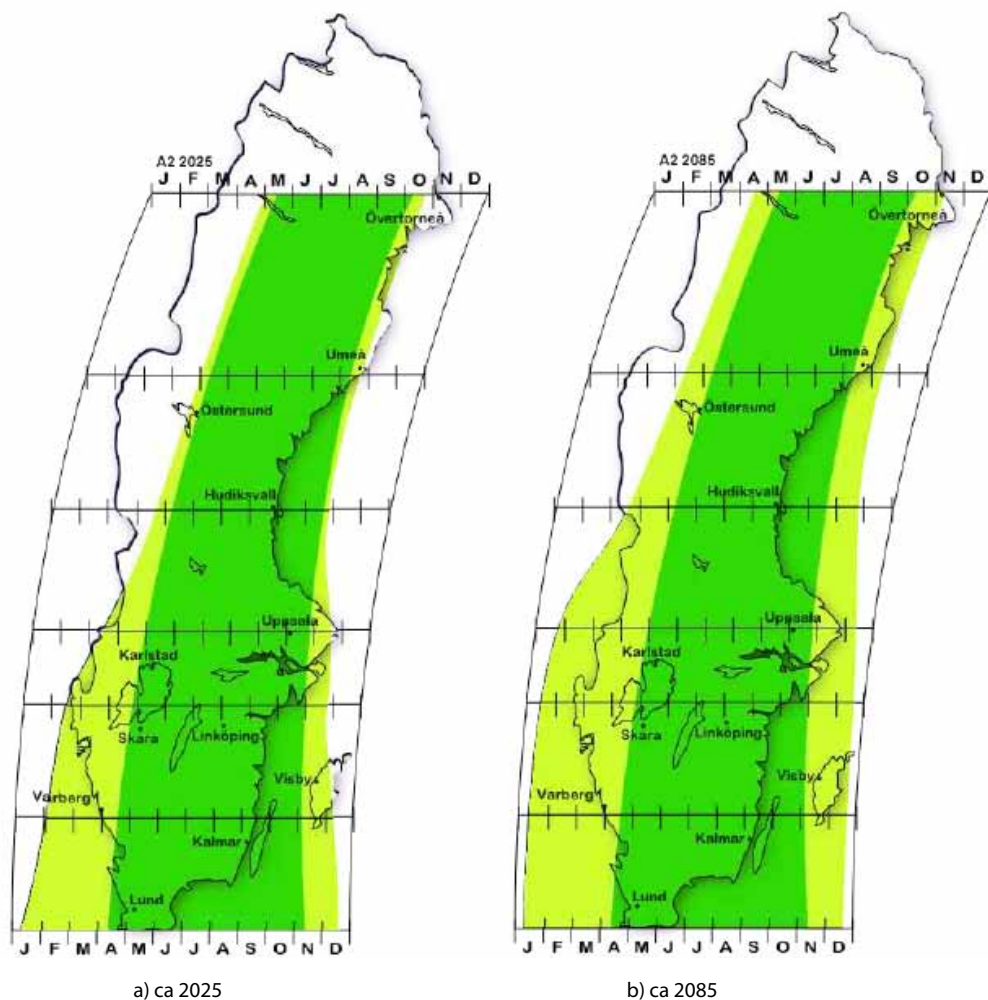 A2 2025
J F M A M J J A S O N D
Övertorneå
Umeå
Östersund
Hudiksvall
Uppsala
Karlstad
Skara
Linköping
Visby
Varberg
Kalmar
Lund
J F M A M J J A S O N D
a) ca 2025
A2 2085
J F M A M J J A S O N D
Övertorneå
Umeå
Östersund
Hudiksvall
Uppsala
Karlstad
Skara
Linköping
Visby
Varberg
Kalmar
Lund
J F M A M J J A S O N D
b) ca 2085